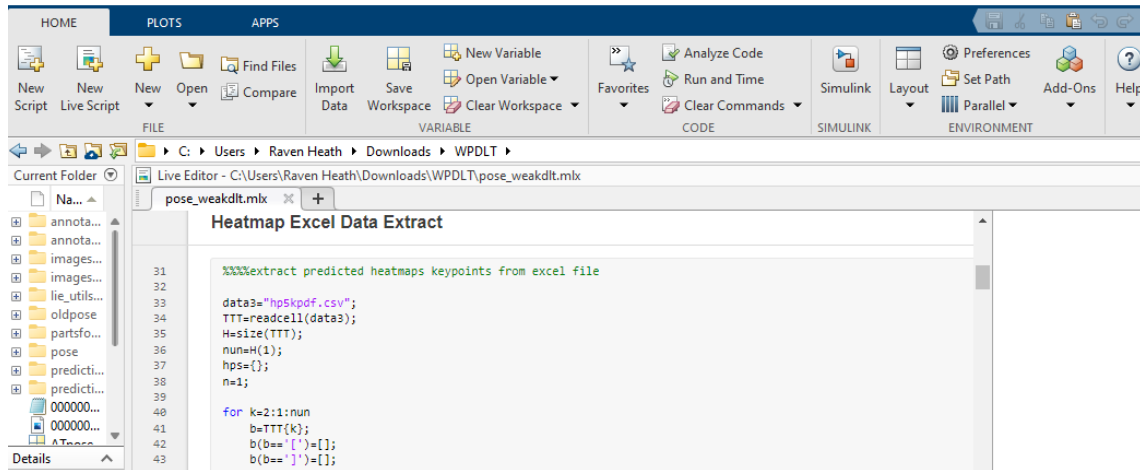 HOME PLOTS APPS
New Script
New Live Script
New
Open
Find Files
Compare
Import Data
Save Workspace
New Variable
Open Variable
Clear Workspace
Favorites
Analyze Code
Run and Time
Clear Commands
Simulink
Layout
Preferences
Set Path
Parallel
Add-Ons
Help
FILE VARIABLE CODE SIMULINK ENVIRONMENT
C: Users Raven Heath Downloads WPDLT
Current Folder
Live Editor - C:\Users\Raven Heath\Downloads\WPDLT\pose_weakdlt.mlx
Na...
pose_weakdlt.mlx
annota...
annota...
images...
images...
lie_utils...
oldpose
partsfo...
pose
predicti...
predicti...
000000...
000000...
Details
Heatmap Excel Data Extract
31 %%%%extract predicted heatmaps keypoints from excel file
32
33 data3="hp5kpdf.csv";
34 TTT=readcell(data3);
35 H=size(TTT);
36 nun=H(1);
37 hps={};
38 n=1;
39
40 for k=2:1:nun
41 b=TTT{k};
42 b(b=='[')=[];
43 b(b==']')=[];